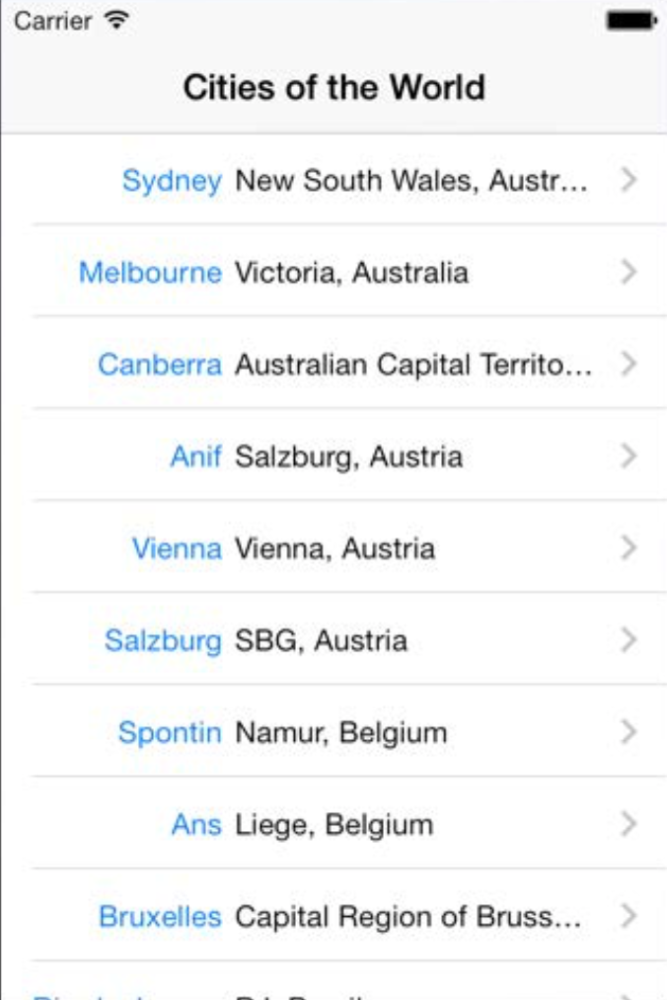 Carrier
Cities of the World
Sydney New South Wales, Austr...
Melbourne Victoria, Australia
Canberra Australian Capital Territo...
Anif Salzburg, Austria
Vienna Vienna, Austria
Salzburg SBG, Austria
Spontin Namur, Belgium
Ans Liege, Belgium
Bruxelles Capital Region of Bruss...